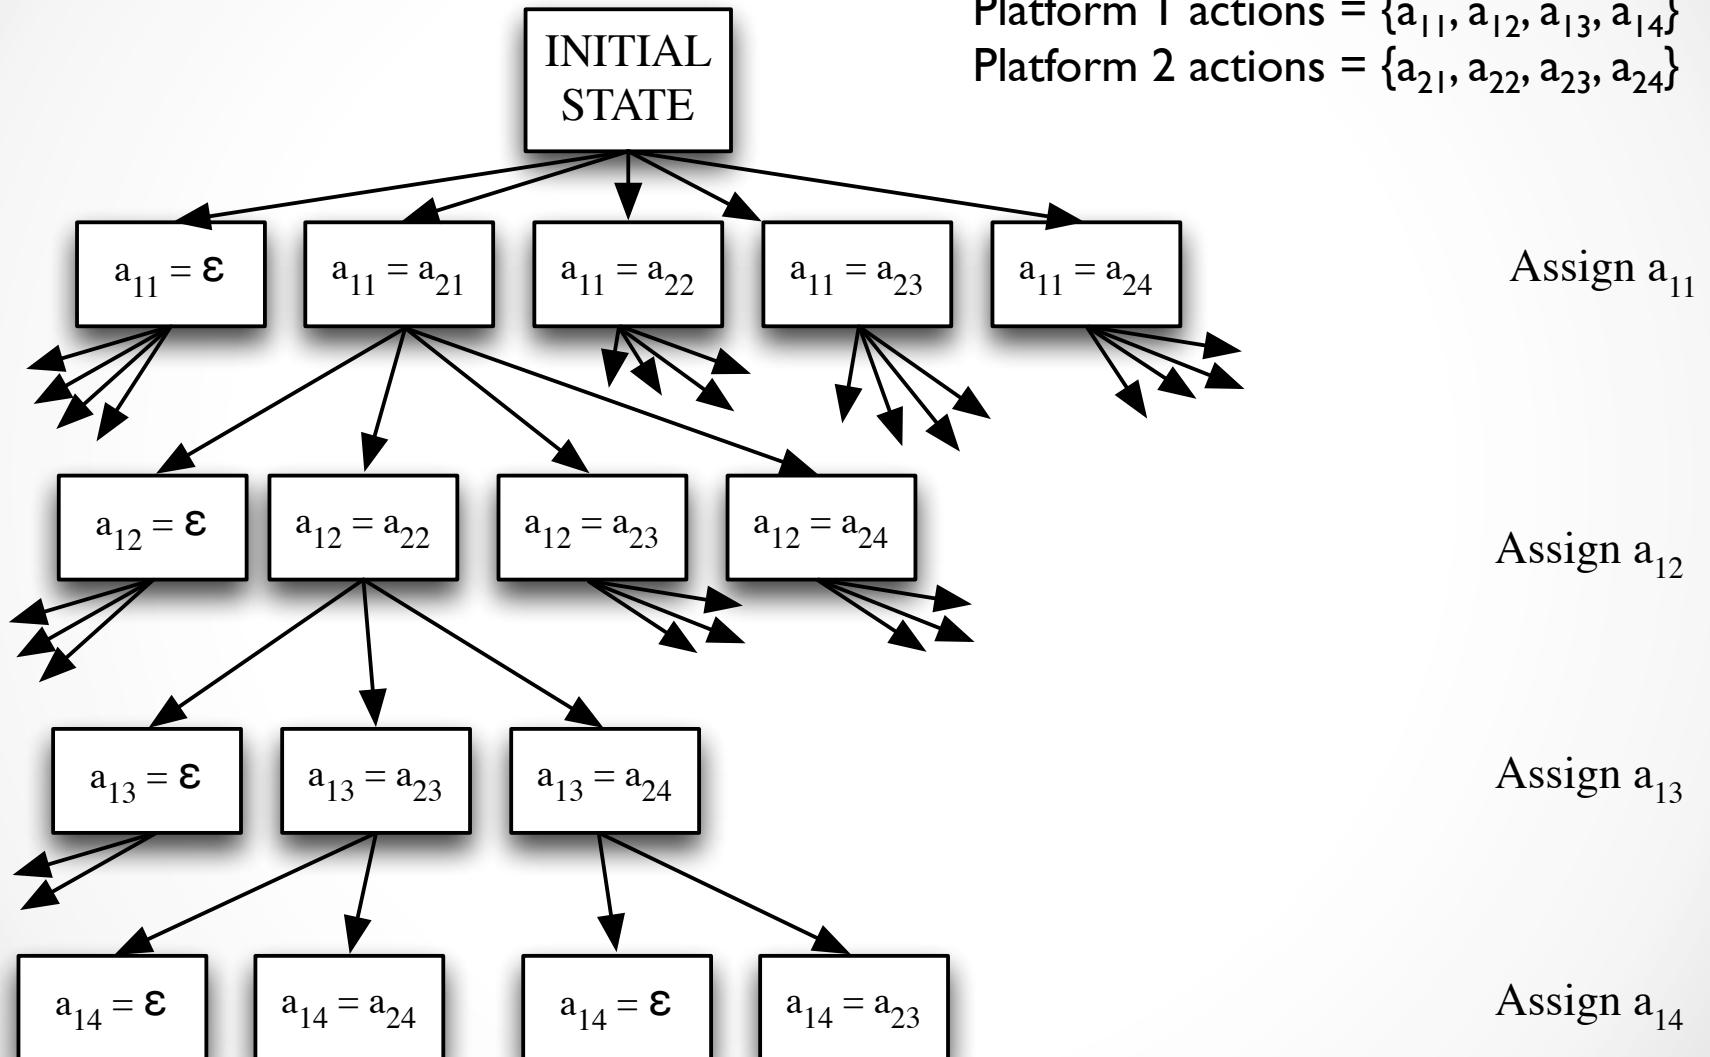 Platform 1 actions = {a11, a12, a13, a14}
Platform 2 actions = {a21, a22, a23, a24}
INITIAL
STATE
a11 = ε
a11 = a21
a11 = a22
a11 = a23
a11 = a24
Assign a11
a12 = ε
a12 = a22
a12 = a23
a12 = a24
Assign a12
a13 = ε
a13 = a23
a13 = a24
Assign a13
a14 = ε
a14 = a24
a14 = ε
a14 = a23
Assign a14